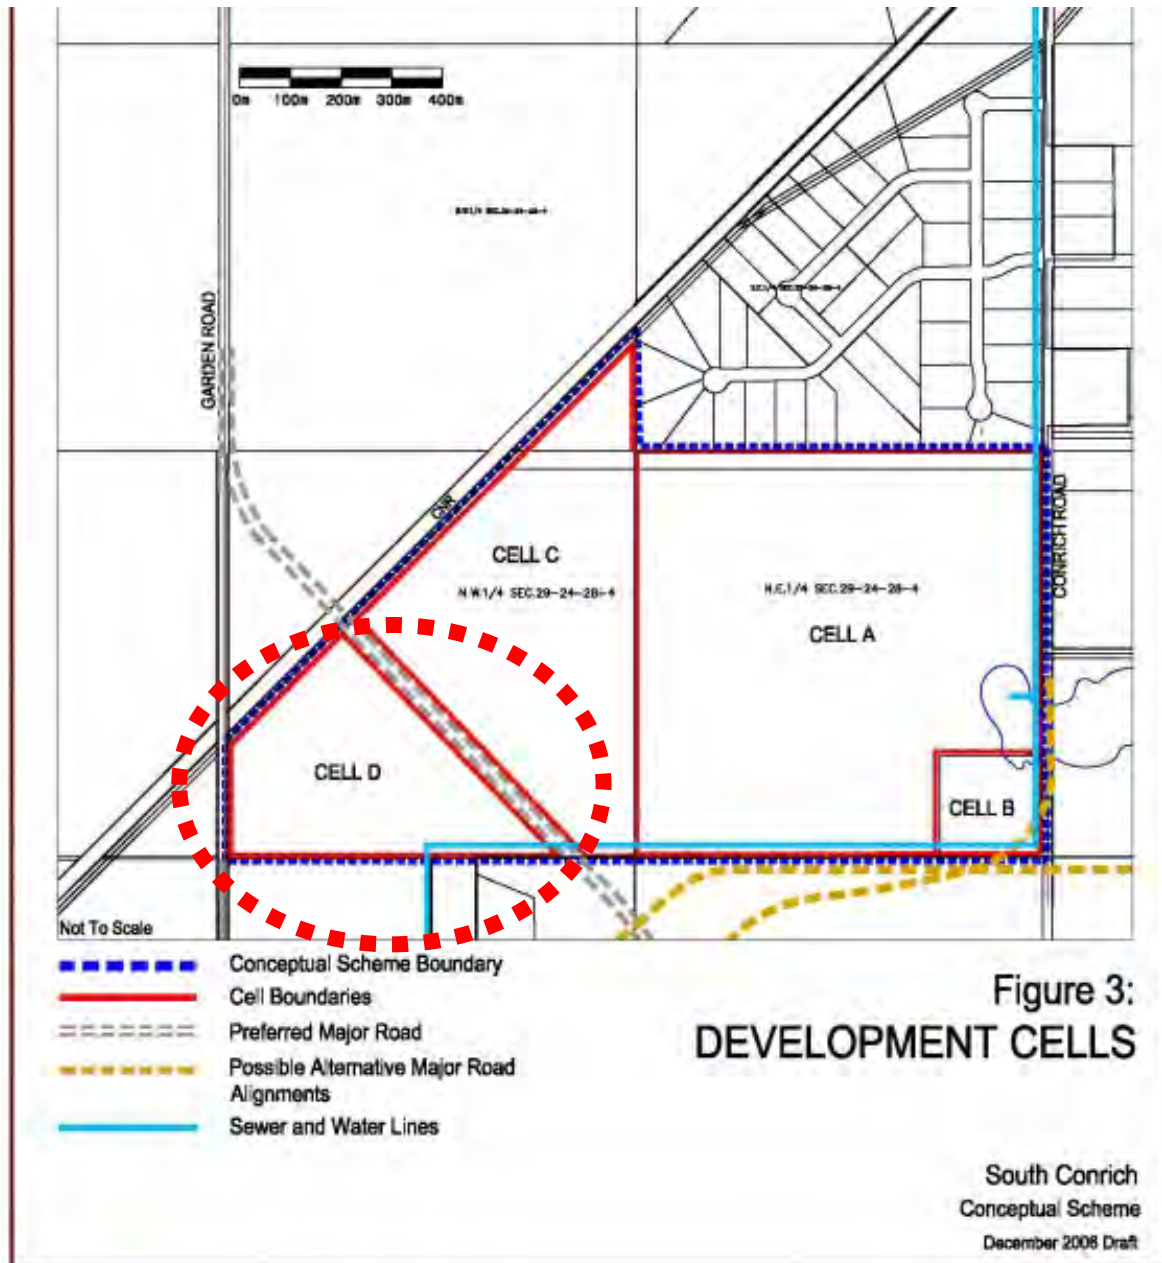 0m 100m 200m 300m 400m
GARDEN ROAD
CNR
CONRICH ROAD
CELL C
N.W.1/4 SEC.29-24-28-4
N.E.1/4 SEC.29-24-28-4
CELL A
CELL D
CELL B
Not To Scale
Conceptual Scheme Boundary
Cell Boundaries
Preferred Major Road
Possible Alternative Major Road
Alignments
Sewer and Water Lines
Figure 3:
DEVELOPMENT CELLS
South Conrich
Conceptual Scheme
December 2006 Draft